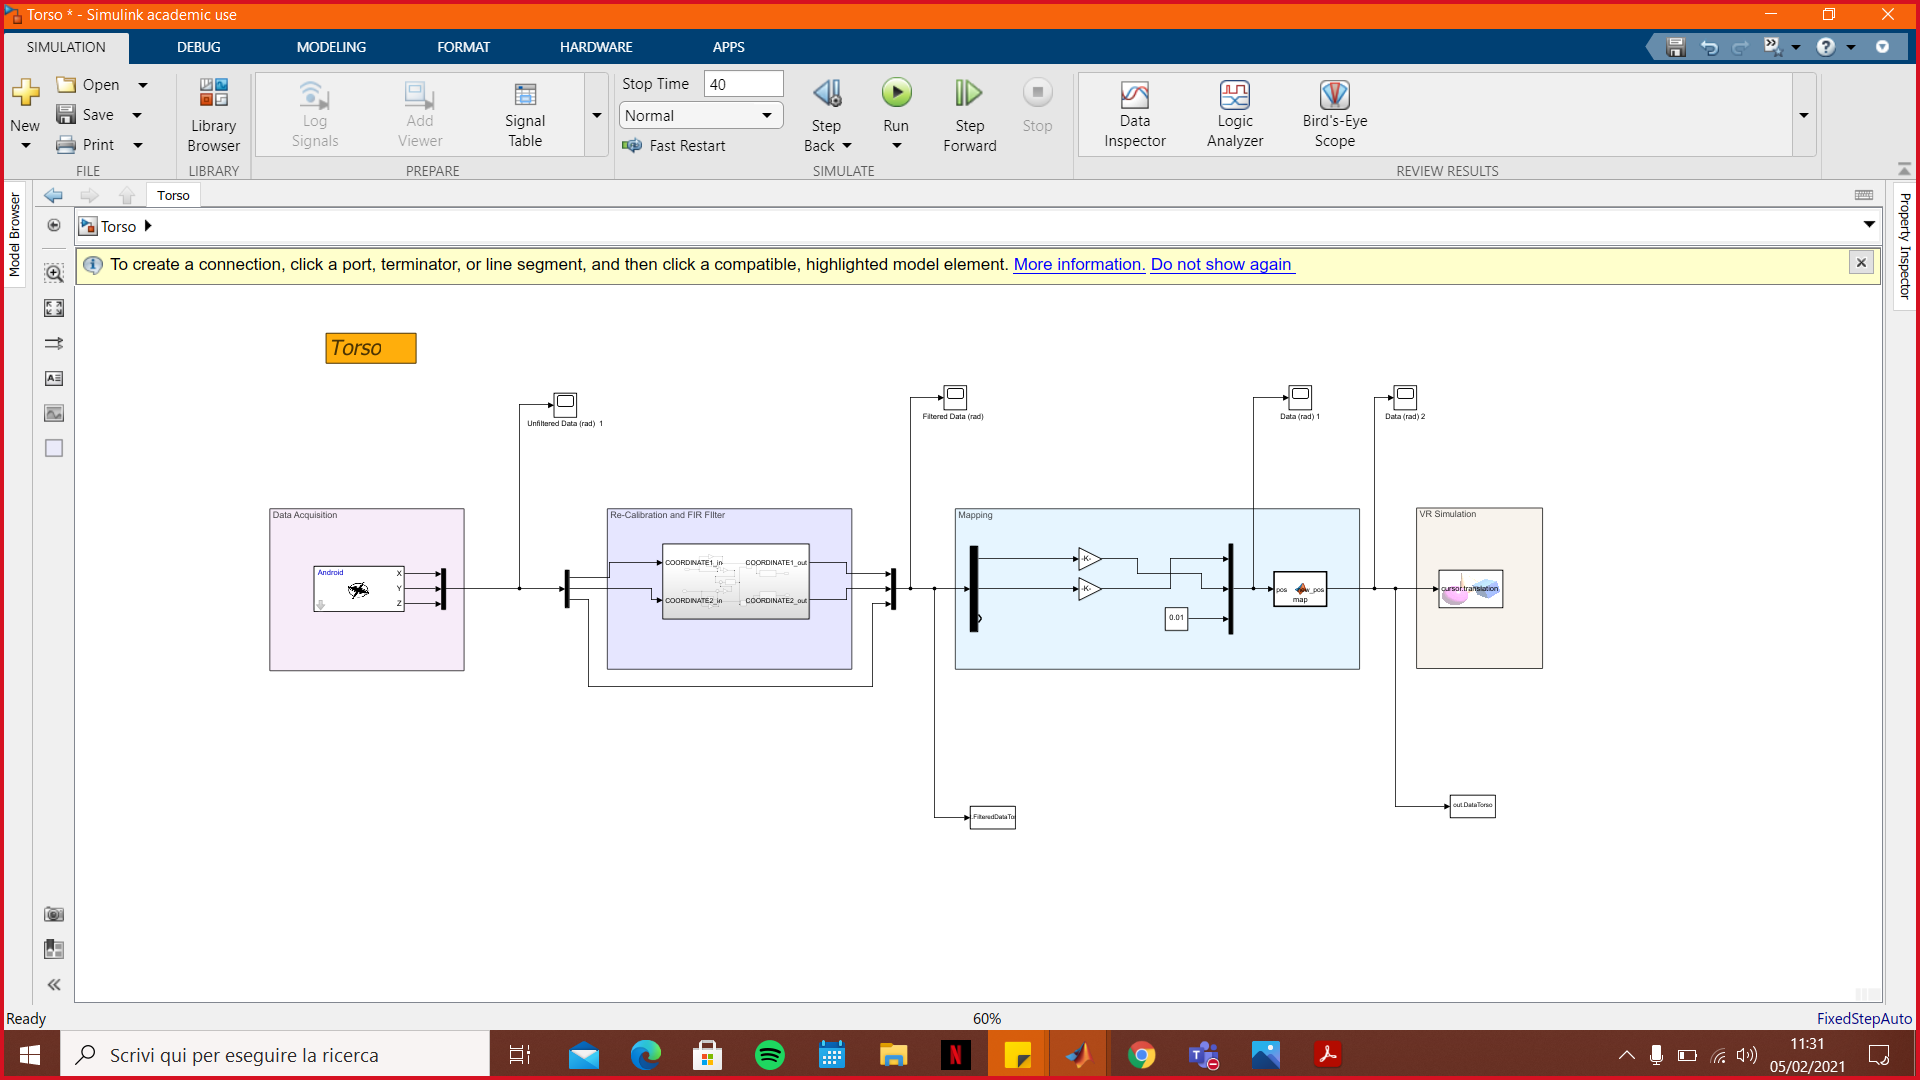 Torso * - Simulink academic use
SIMULATION DEBUG MODELING FORMAT HARDWARE APPS
New
Open
Save
Print
FILE
Library
Browser
LIBRARY
Log
Signals
Add
Viewer
Signal
Table
PREPARE
Stop Time 40
Normal
Fast Restart
Step
Back
Run
Step
Forward
Stop
SIMULATE
Data
Inspector
Logic
Analyzer
Bird's-Eye
Scope
REVIEW RESULTS
Model Browser
Property Inspector
Torso
Torso
To create a connection, click a port, terminator, or line segment, and then click a compatible, highlighted model element. More information. Do not show again
Torso
Unfiltered Data (rad) 1
Filtered Data (rad)
Data (rad) 1
Data (rad) 2
Data Acquisition
Android
X
Y
Z
Re-Calibration and FIR FIlter
COORDINATE1_in
COORDINATE1_out
COORDINATE2_in
COORDINATE2_out
Mapping
-K-
-K-
0.01
pos
map
VR Simulation
cursor.translation
.FilteredDataTor
out.DataTorso
Ready
60%
FixedStepAuto
Scrivi qui per eseguire la ricerca
11:31
05/02/2021